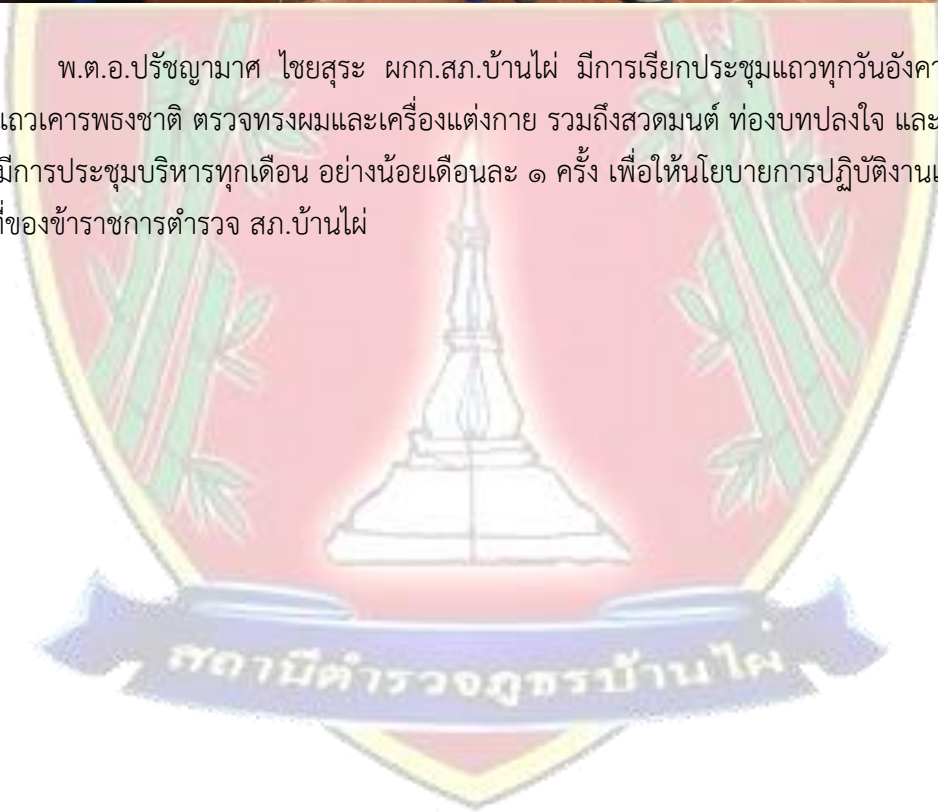 พ.ต.อ.ปรัชญามาศ ไชยสุระ ผกก.สภ.บ้านไผ่ มีการเรียกประชุมแถวทุกวันอังคา
แถวเคารพธงชาติ ตรวจทรงผมและเครื่องแต่งกาย รวมถึงสวดมนต์ ท่องบทปลงใจ และ
มีการประชุมบริหารทุกเดือน อย่างน้อยเดือนละ ๑ ครั้ง เพื่อให้นโยบายการปฏิบัติงานแ
ที่ของข้าราชการตำรวจ สภ.บ้านไผ่
สถานีตำรวจภูธรบ้านไผ่